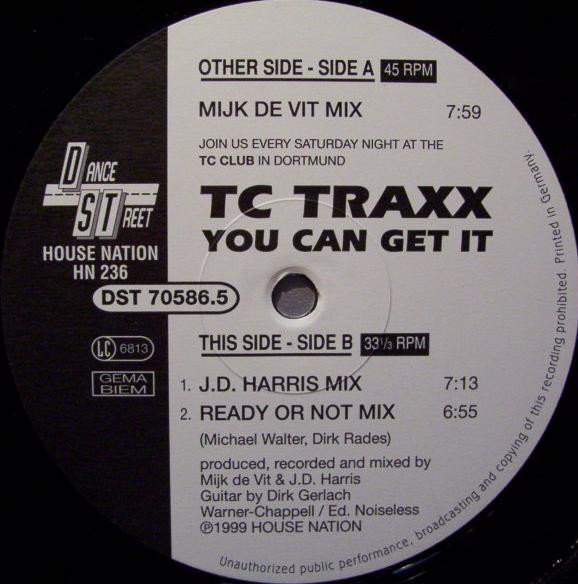 OTHER SIDE - SIDE A 45 RPM
MIJK DE VIT MIX 7:59
JOIN US EVERY SATURDAY NIGHT AT THE
TC CLUB IN DORTMUND
TC TRAXX
YOU CAN GET IT
DANCE
STREET
HOUSE NATION
HN 236
DST 70586.5
LC 6813
GEMA
BIEM
THIS SIDE - SIDE B 33 1/3 RPM
1. J.D. HARRIS MIX 7:13
2. READY OR NOT MIX 6:55
(Michael Walter, Dirk Rades)
produced, recorded and mixed by
Mijk de Vit & J.D. Harris
Guitar by Dirk Gerlach
Warner-Chappell / Ed. Noiseless
℗1999 HOUSE NATION
Unauthorized public performance, broadcasting and copying of this recording prohibited. Printed in Germany.